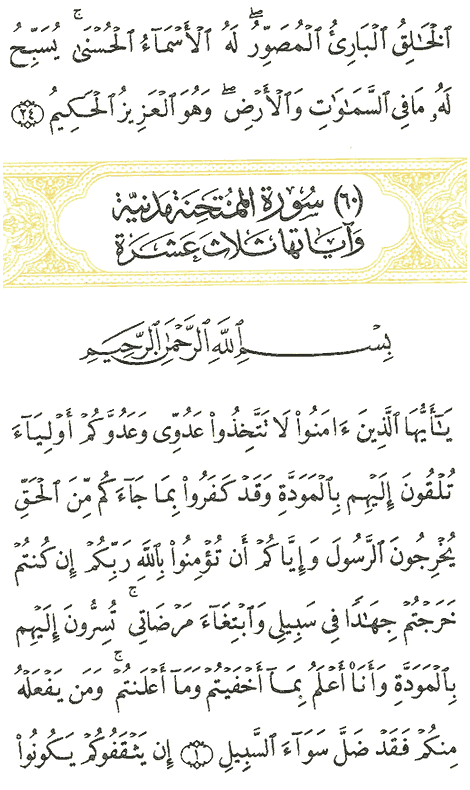 ٱلْخَٰلِقُ ٱلْبَارِئُ ٱلْمُصَوِّرُ ۖ لَهُ ٱلْأَسْمَآءُ ٱلْحُسْنَىٰ ۚ يُسَبِّحُ
لَهُۥ مَا فِى ٱلسَّمَٰوَٰتِ وَٱلْأَرْضِ ۖ وَهُوَ ٱلْعَزِيزُ ٱلْحَكِيمُ ٢٤
(٦٠) سُورَةُ الْمُمْتَحِنَةِ مَدَنِيَّة
وَآيَاتُهَا ثَلَاثَ عَشَرَة
بِسْمِ ٱللَّهِ ٱلرَّحْمَٰنِ ٱلرَّحِيمِ
يَٰٓأَيُّهَا ٱلَّذِينَ ءَامَنُوا۟ لَا تَتَّخِذُوا۟ عَدُوِّى وَعَدُوَّكُمْ أَوْلِيَآءَ
تُلْقُونَ إِلَيْهِم بِٱلْمَوَدَّةِ وَقَدْ كَفَرُوا۟ بِمَا جَآءَكُم مِّنَ ٱلْحَقِّ
يُخْرِجُونَ ٱلرَّسُولَ وَإِيَّاكُمْ أَن تُؤْمِنُوا۟ بِٱللَّهِ رَبِّكُمْ إِن كُنتُمْ
خَرَجْتُمْ جِهَٰدًا فِى سَبِيلِى وَٱبْتِغَآءَ مَرْضَاتِى ۚ تُسِرُّونَ إِلَيْهِم
بِٱلْمَوَدَّةِ وَأَنَا۠ أَعْلَمُ بِمَآ أَخْفَيْتُمْ وَمَآ أَعْلَنتُمْ ۚ وَمَن يَفْعَلْهُ
مِنكُمْ فَقَدْ ضَلَّ سَوَآءَ ٱلسَّبِيلِ ١ إِن يَثْقَفُوكُمْ يَكُونُوا۟